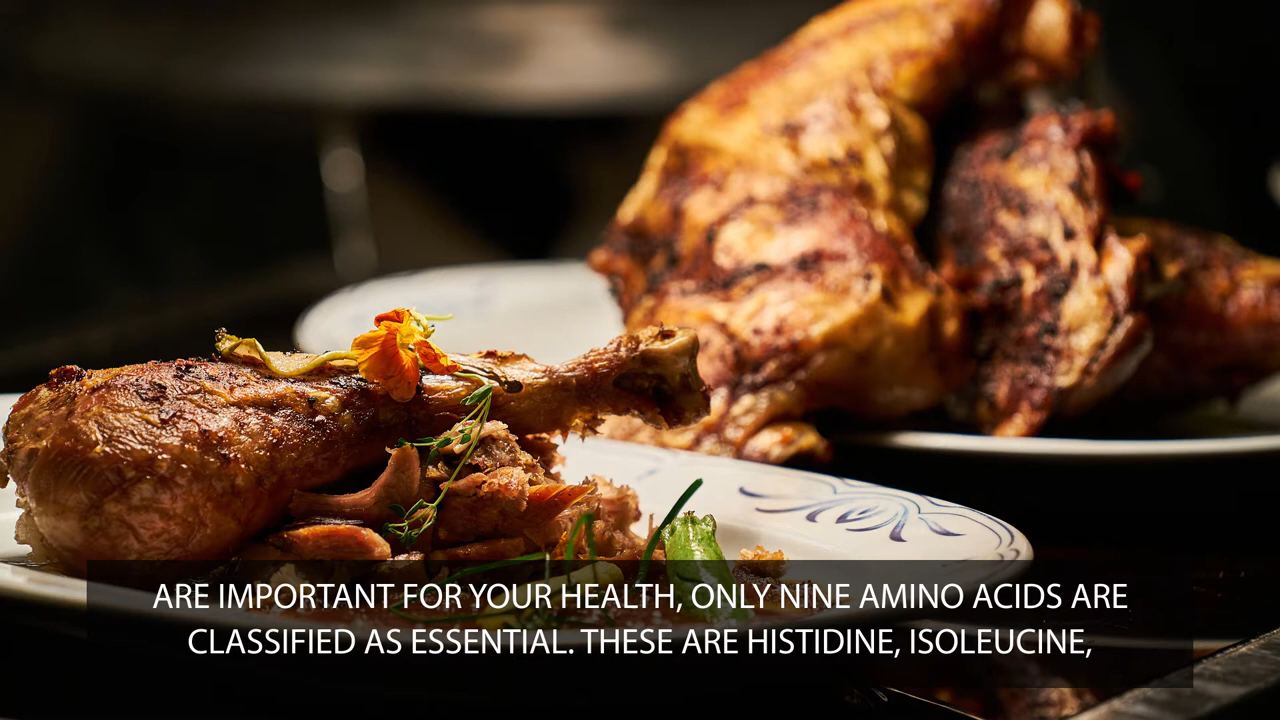 ARE IMPORTANT FOR YOUR HEALTH, ONLY NINE AMINO ACIDS ARE
CLASSIFIED AS ESSENTIAL. THESE ARE HISTIDINE, ISOLEUCINE,